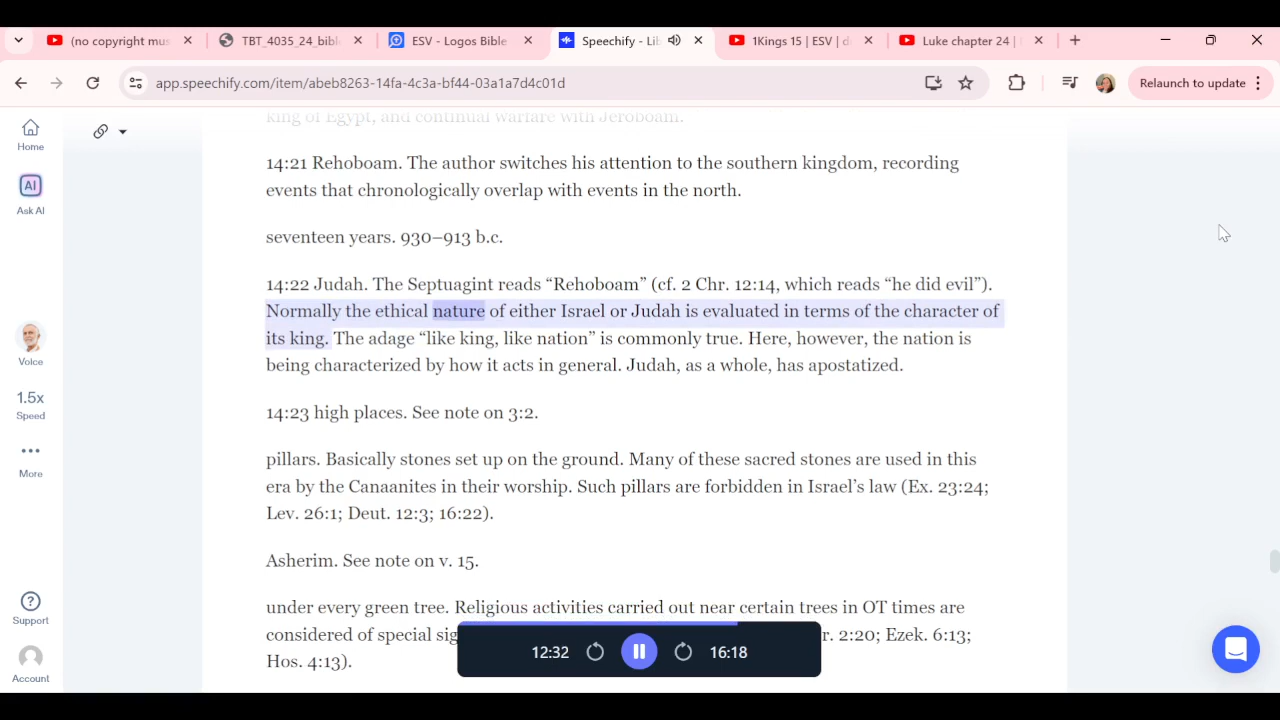 (no copyright mus
TBT_4035_24_bible
ESV - Logos Bible
Speechify - Lib
1Kings 15 | ESV | d
Luke chapter 24 |
app.speechify.com/item/abeb8263-14fa-4c3a-bf44-03a1a7d4c01d
Relaunch to update
Home
AI
Ask AI
Voice
1.5x
Speed
More
Support
Account
king of Egypt, and continual warfare with Jeroboam.
14:21 Rehoboam. The author switches his attention to the southern kingdom, recording
events that chronologically overlap with events in the north.
seventeen years. 930–913 b.c.
14:22 Judah. The Septuagint reads “Rehoboam” (cf. 2 Chr. 12:14, which reads “he did evil”).
Normally the ethical nature of either Israel or Judah is evaluated in terms of the character of
its king. The adage “like king, like nation” is commonly true. Here, however, the nation is
being characterized by how it acts in general. Judah, as a whole, has apostatized.
14:23 high places. See note on 3:2.
pillars. Basically stones set up on the ground. Many of these sacred stones are used in this
era by the Canaanites in their worship. Such pillars are forbidden in Israel’s law (Ex. 23:24;
Lev. 26:1; Deut. 12:3; 16:22).
Asherim. See note on v. 15.
under every green tree. Religious activities carried out near certain trees in OT times are
considered of special sig r. 2:20; Ezek. 6:13;
Hos. 4:13).
12:32
16:18